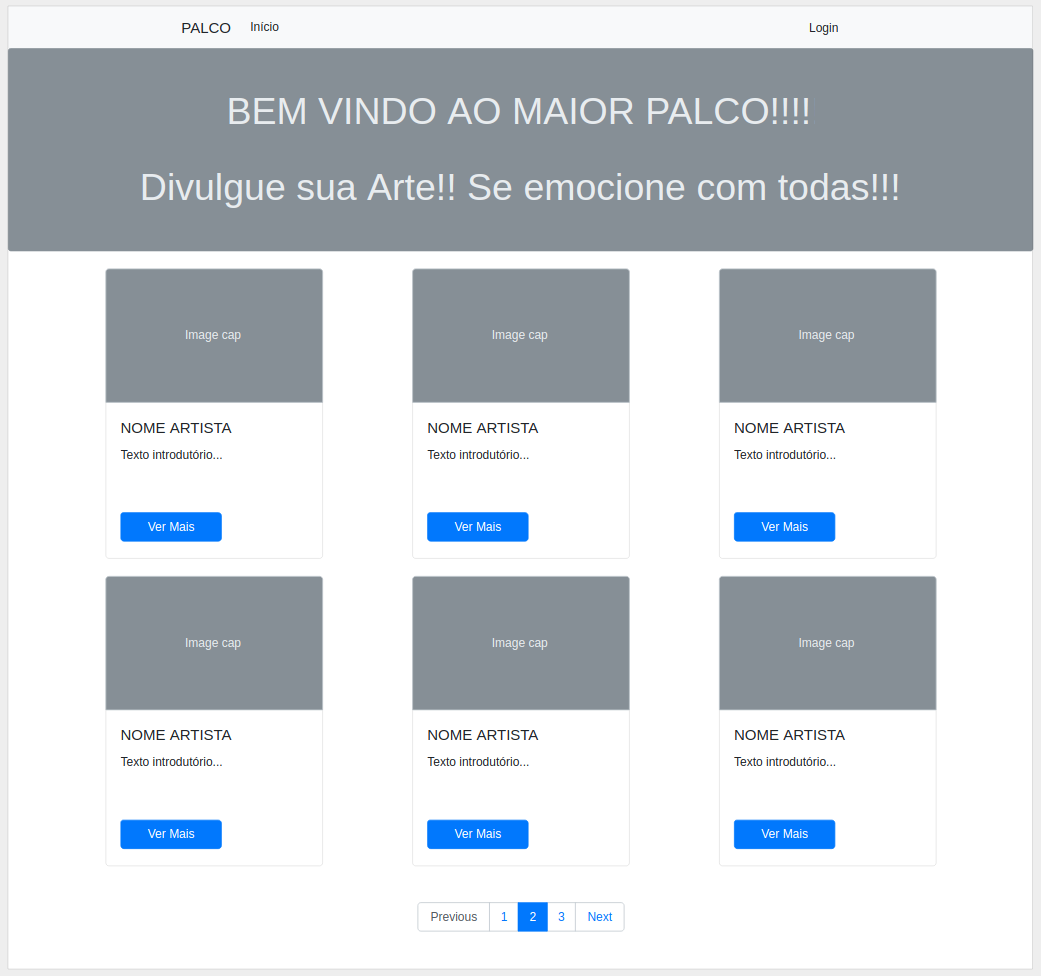 PALCO Início Login
BEM VINDO AO MAIOR PALCO!!!!
Divulgue sua Arte!! Se emocione com todas!!!
Image cap Image cap Image cap
NOME ARTISTA NOME ARTISTA NOME ARTISTA
Texto introdutório... Texto introdutório... Texto introdutório...
Ver Mais Ver Mais Ver Mais
Image cap Image cap Image cap
NOME ARTISTA NOME ARTISTA NOME ARTISTA
Texto introdutório... Texto introdutório... Texto introdutório...
Ver Mais Ver Mais Ver Mais
Previous 1 2 3 Next